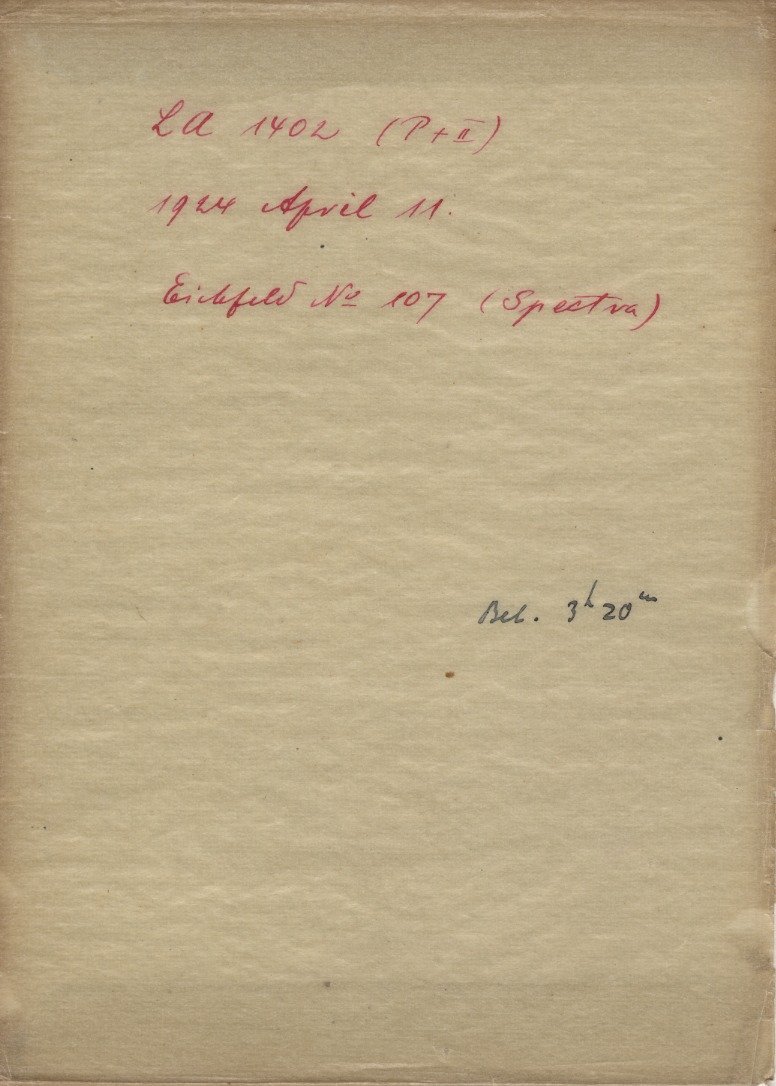 LA 1402 (P+II)
1924 April 11.
Eichfeld No 107 (Spectra)
Bel. 3h 20m